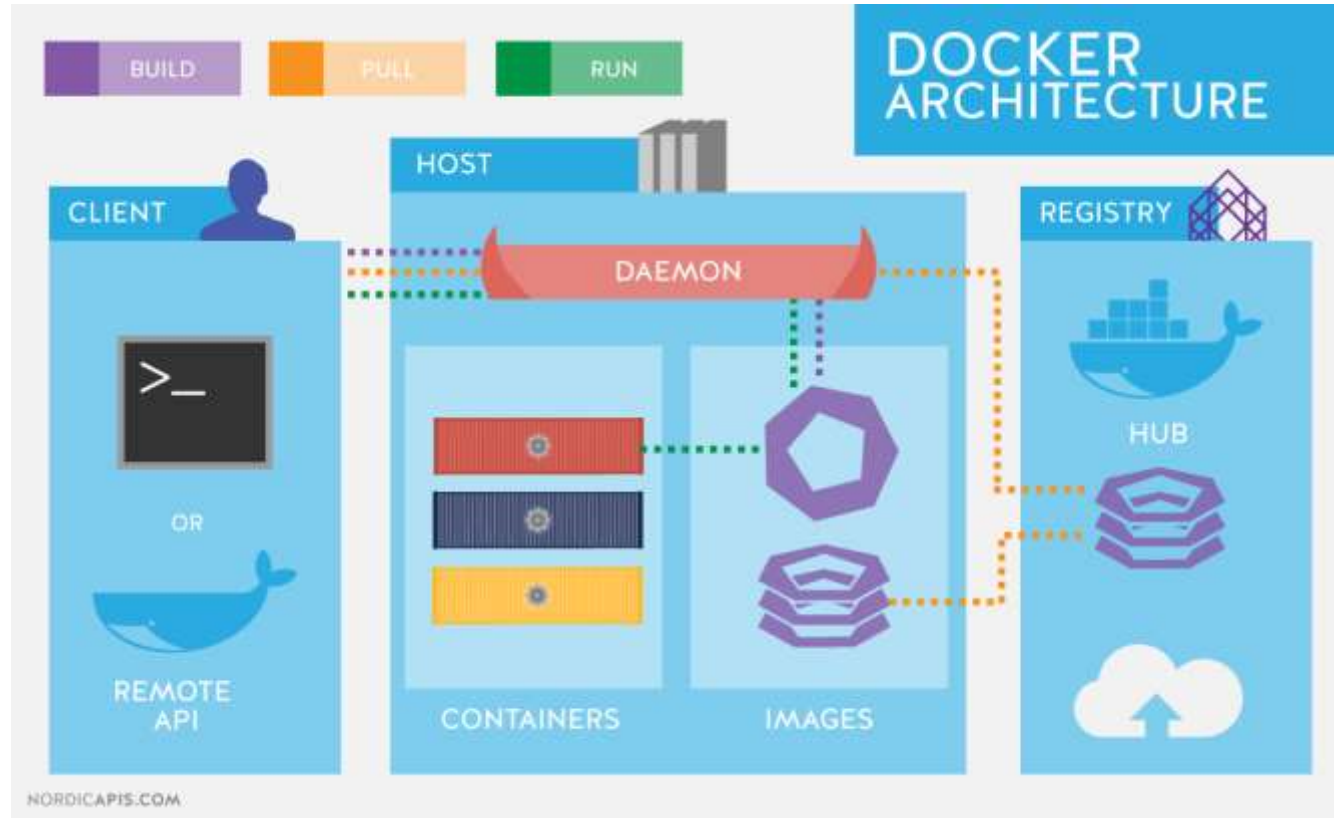 BUILD
PULL
RUN
DOCKER
ARCHITECTURE
HOST
CLIENT
REGISTRY
DAEMON
>_
HUB
OR
REMOTE
API
CONTAINERS
IMAGES
NORDICAPIS.COM